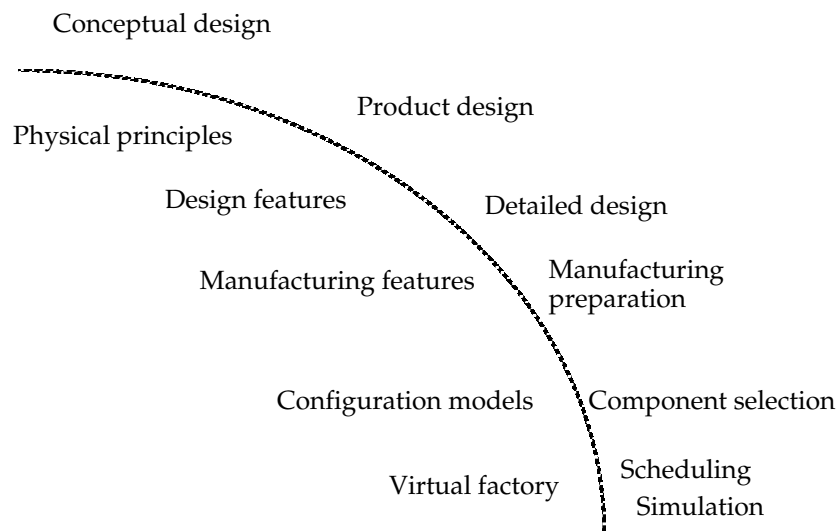 Conceptual design
Product design
Physical principles
Design features
Detailed design
Manufacturing features
Manufacturing
preparation
Configuration models
Component selection
Virtual factory
Scheduling
Simulation